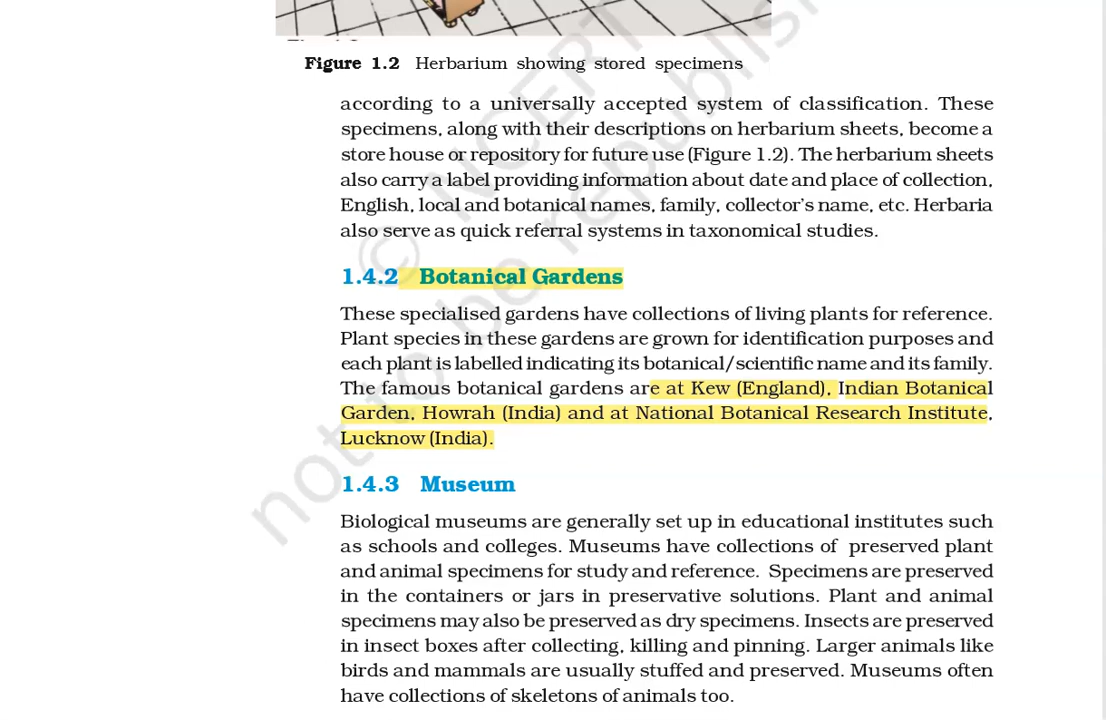 Figure 1.2 Herbarium showing stored specimens
according to a universally accepted system of classification. These
specimens, along with their descriptions on herbarium sheets, become a
store house or repository for future use (Figure 1.2). The herbarium sheets
also carry a label providing information about date and place of collection,
English, local and botanical names, family, collector's name, etc. Herbaria
also serve as quick referral systems in taxonomical studies.
1.4.2 Botanical Gardens
These specialised gardens have collections of living plants for reference.
Plant species in these gardens are grown for identification purposes and
each plant is labelled indicating its botanical/scientific name and its family.
The famous botanical gardens are at Kew (England), Indian Botanical
Garden, Howrah (India) and at National Botanical Research Institute,
Lucknow (India).
1.4.3 Museum
Biological museums are generally set up in educational institutes such
as schools and colleges. Museums have collections of preserved plant
and animal specimens for study and reference. Specimens are preserved
in the containers or jars in preservative solutions. Plant and animal
specimens may also be preserved as dry specimens. Insects are preserved
in insect boxes after collecting, killing and pinning. Larger animals like
birds and mammals are usually stuffed and preserved. Museums often
have collections of skeletons of animals too.
© NCERT
not to be republish